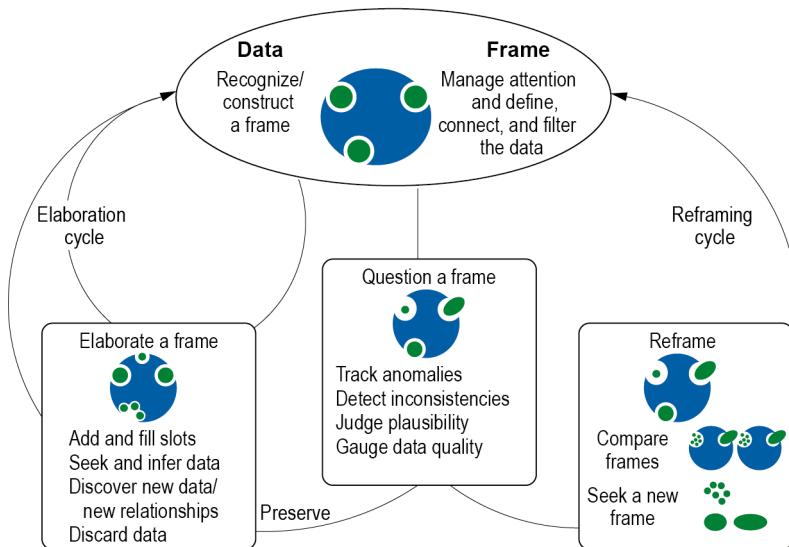 Data
Recognize/
construct
a frame
Frame
Manage attention
and define,
connect, and filter
the data
Elaboration
cycle
Reframing
cycle
Question a frame
Track anomalies
Detect inconsistencies
Judge plausibility
Gauge data quality
Elaborate a frame
Add and fill slots
Seek and infer data
Discover new data/
new relationships
Discard data
Preserve
Reframe
Compare
frames
Seek a new
frame